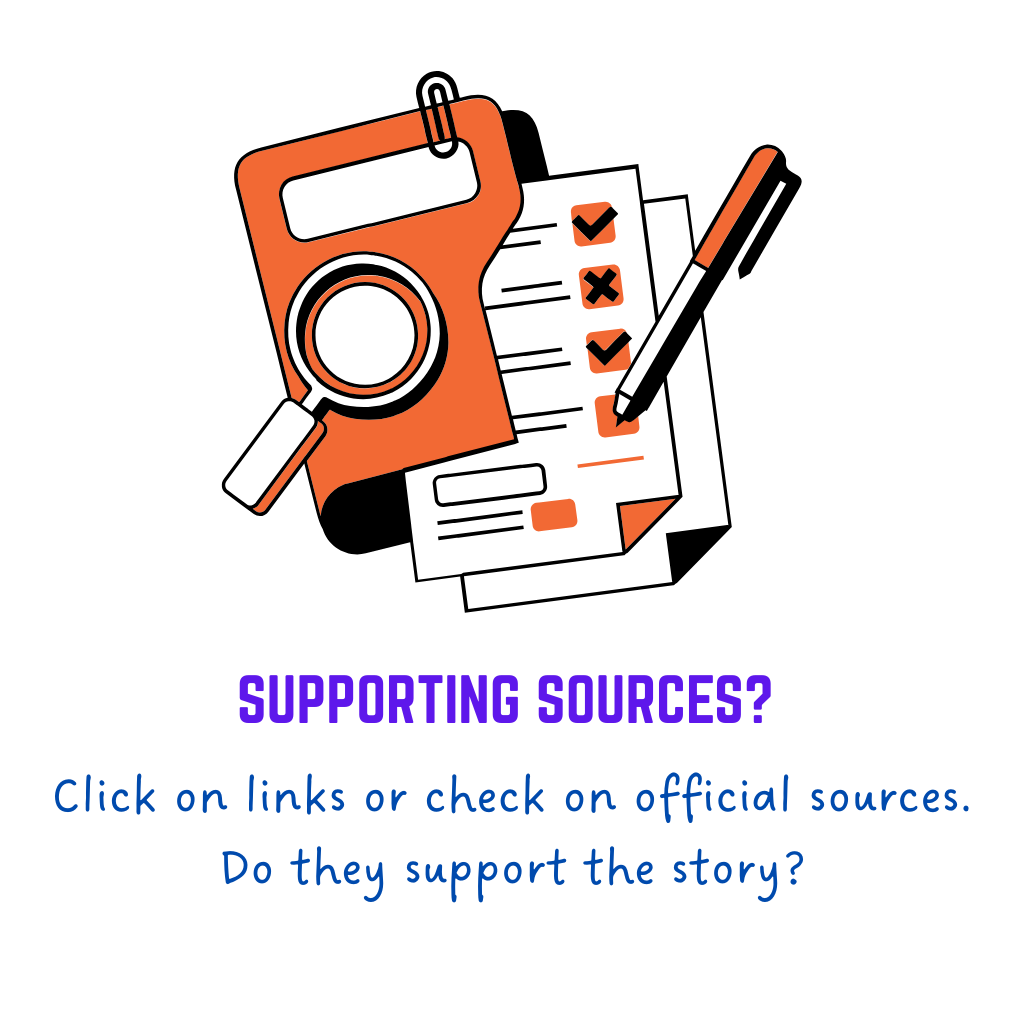 SUPPORTING SOURCES?
Click on links or check on official sources.
Do they support the story?